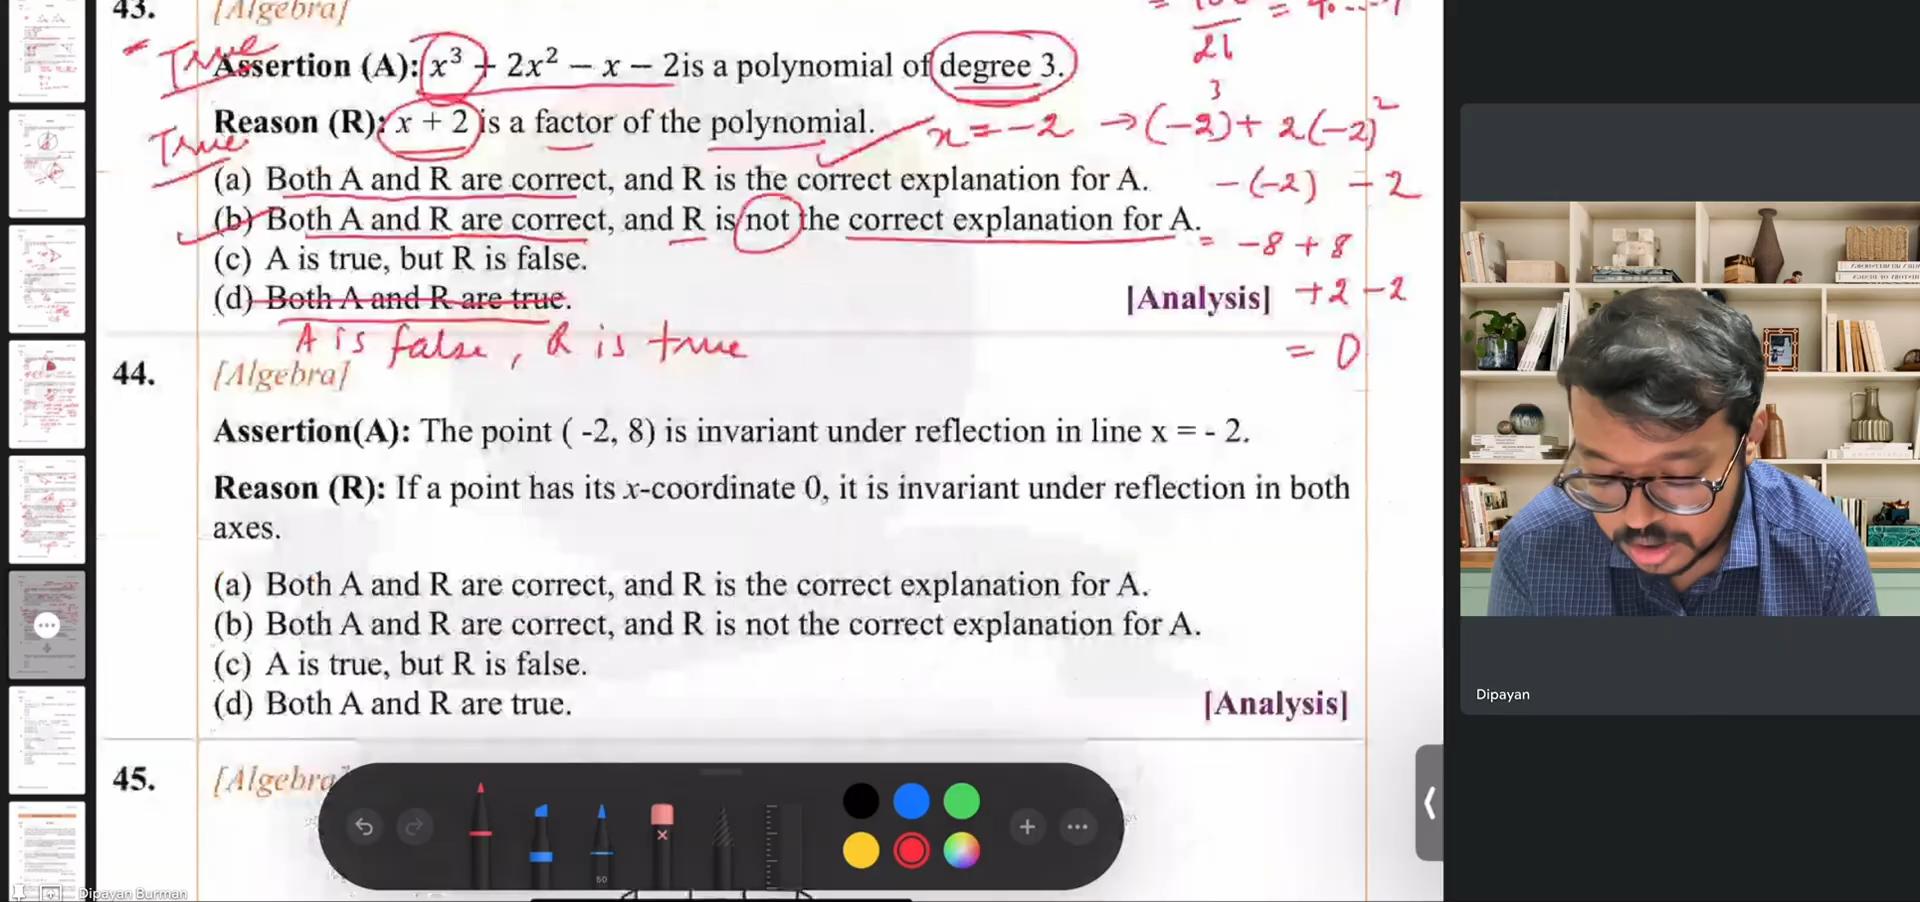 43. [Algebra]
= 21 =
True
Assertion (A): x³ + 2x² − x − 2is a polynomial of degree 3.
Reason (R): x + 2 is a factor of the polynomial. x = −2 → (−2)³ + 2(−2)²
True
(a) Both A and R are correct, and R is the correct explanation for A. − (−2) − 2
(b) Both A and R are correct, and R is not the correct explanation for A. = −8 + 8
(c) A is true, but R is false.
(d) Both A and R are true. [Analysis] +2 −2
A is false, R is true = 0
44. [Algebra]
Assertion(A): The point ( -2, 8) is invariant under reflection in line x = - 2.
Reason (R): If a point has its x-coordinate 0, it is invariant under reflection in both
axes.
(a) Both A and R are correct, and R is the correct explanation for A.
(b) Both A and R are correct, and R is not the correct explanation for A.
(c) A is true, but R is false.
(d) Both A and R are true. [Analysis]
45. [Algebra
50
Dipayan
Dipayan Burman